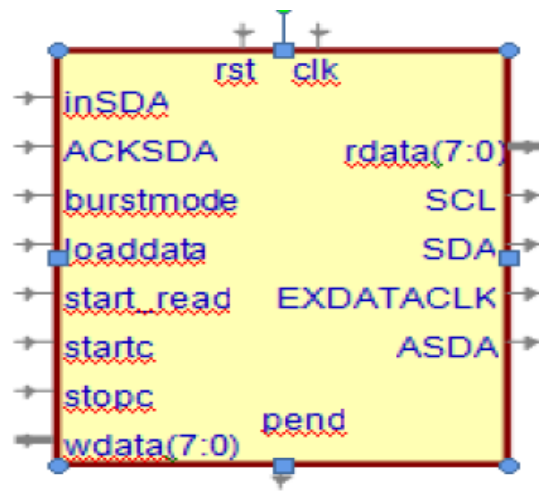 rst clk
inSDA
ACKSDA rdata(7:0)
burstmode SCL
loaddata SDA
start_read EXDATACLK
startc ASDA
stopc
pend
wdata(7:0)